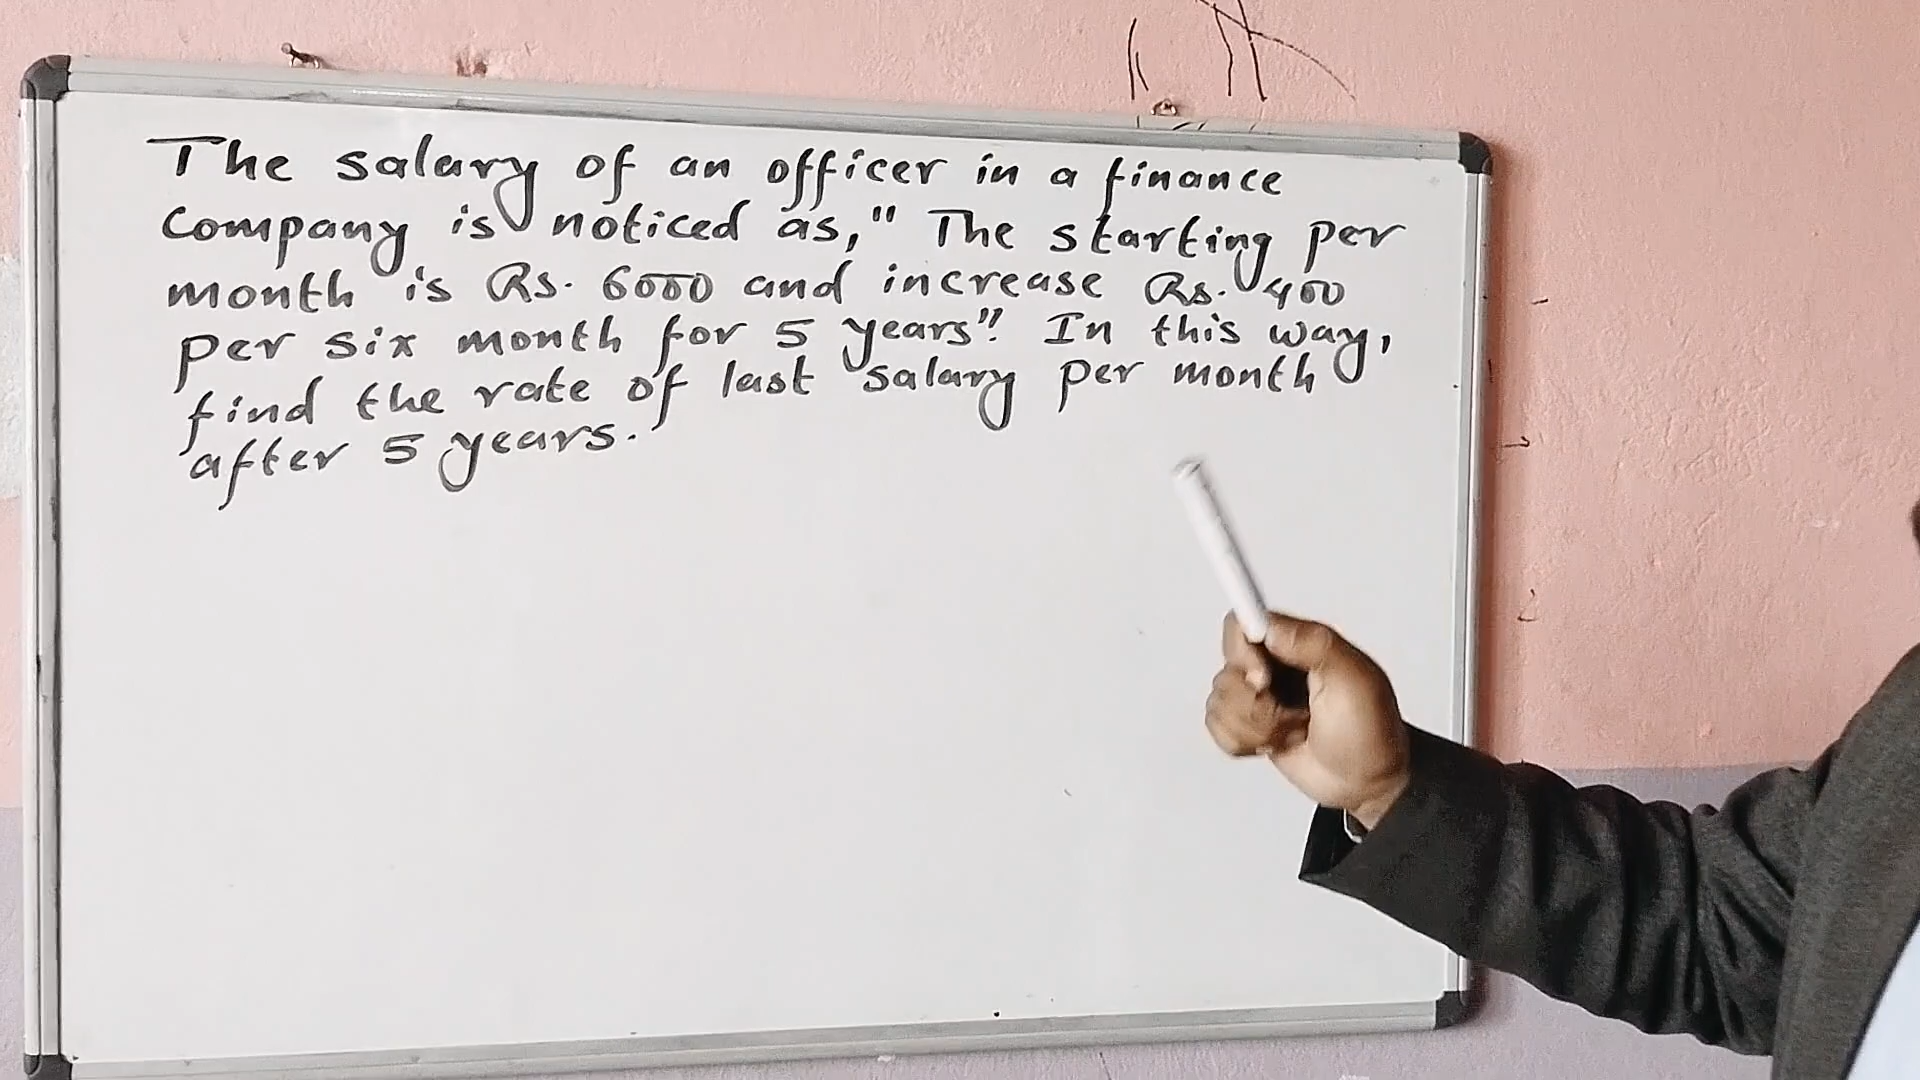 The salary of an officer in a finance
company is noticed as," The starting per
month is Rs. 6000 and increase Rs. 400
per six month for 5 years". In this way,
find the rate of last salary per month
after 5 years.